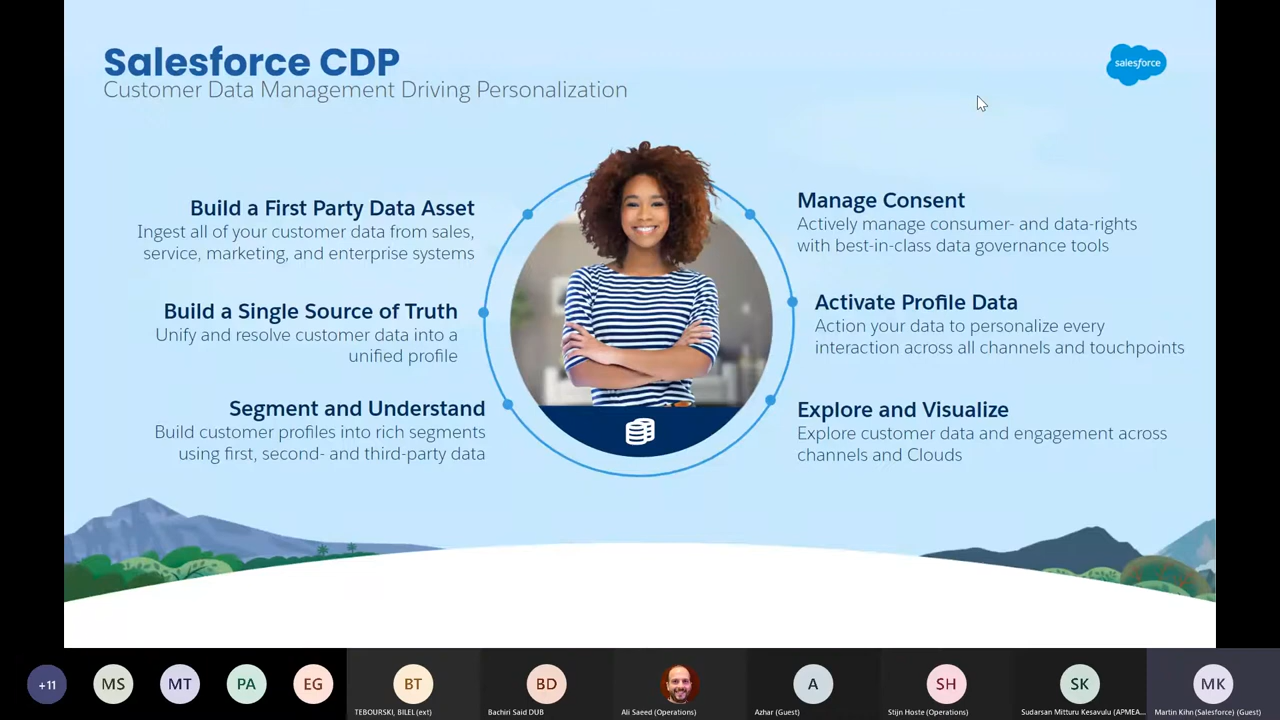 Salesforce CDP
Customer Data Management Driving Personalization
salesforce
Build a First Party Data Asset
Ingest all of your customer data from sales,
service, marketing, and enterprise systems
Build a Single Source of Truth
Unify and resolve customer data into a
unified profile
Segment and Understand
Build customer profiles into rich segments
using first, second- and third-party data
Manage Consent
Actively manage consumer- and data-rights
with best-in-class data governance tools
Activate Profile Data
Action your data to personalize every
interaction across all channels and touchpoints
Explore and Visualize
Explore customer data and engagement across
channels and Clouds
+11
MS
MT
PA
EG
BT
TEBOURSKI, BILEL (ext)
BD
Bachiri Said DUB
Ali Saeed (Operations)
A
Azhar (Guest)
SH
Stijn Hoste (Operations)
SK
Sudarsan Mitturu Kesavulu (APMEA...
MK
Martin Kihn (Salesforce) (Guest)